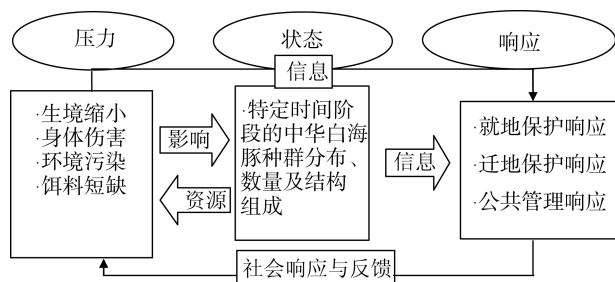 压力
状态
响应
信息
·生境缩小
·身体伤害
·环境污染
·饵料短缺
影响
资源
·特定时间阶
段的中华白海
豚种群分布、
数量及结构
组成
信息
·就地保护响应
·迁地保护响应
·公共管理响应
社会响应与反馈